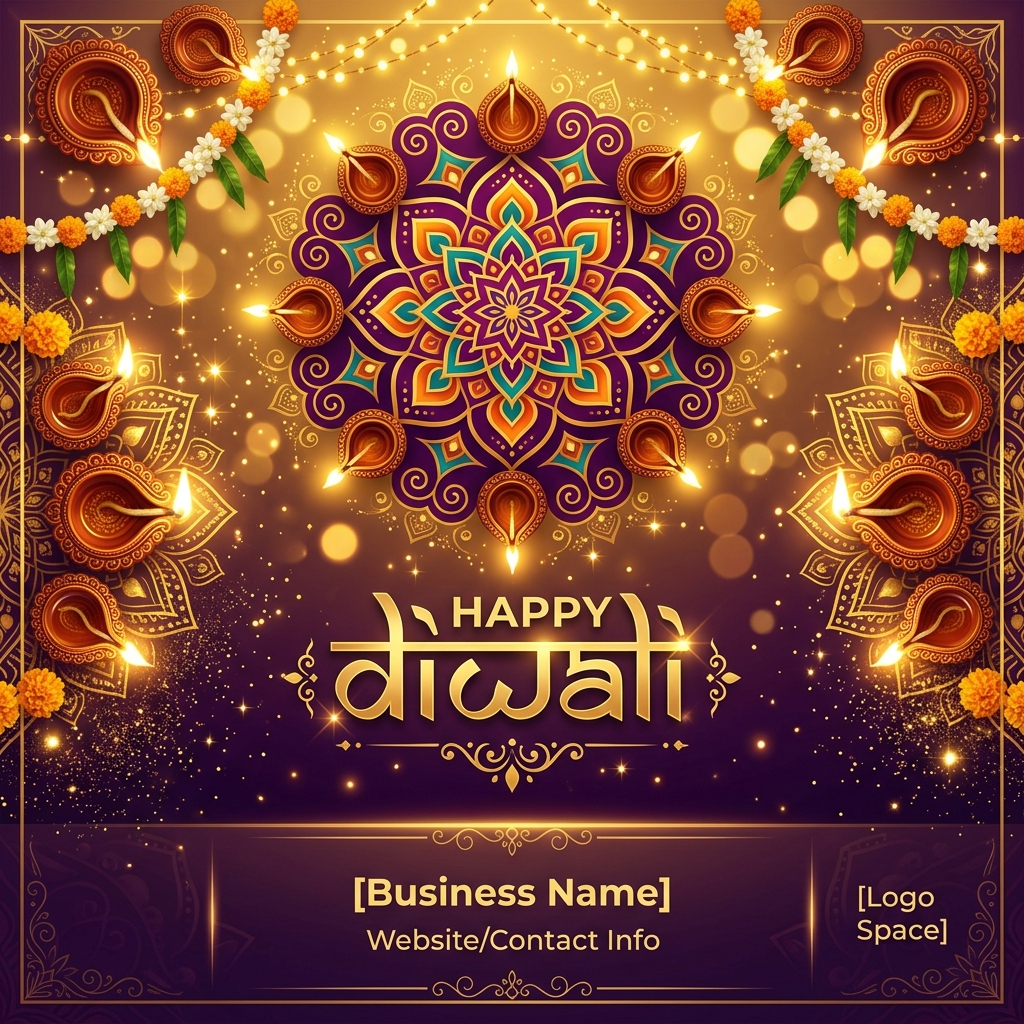 HAPPY
diwali
[Business Name]
Website/Contact Info
[Logo
Space]